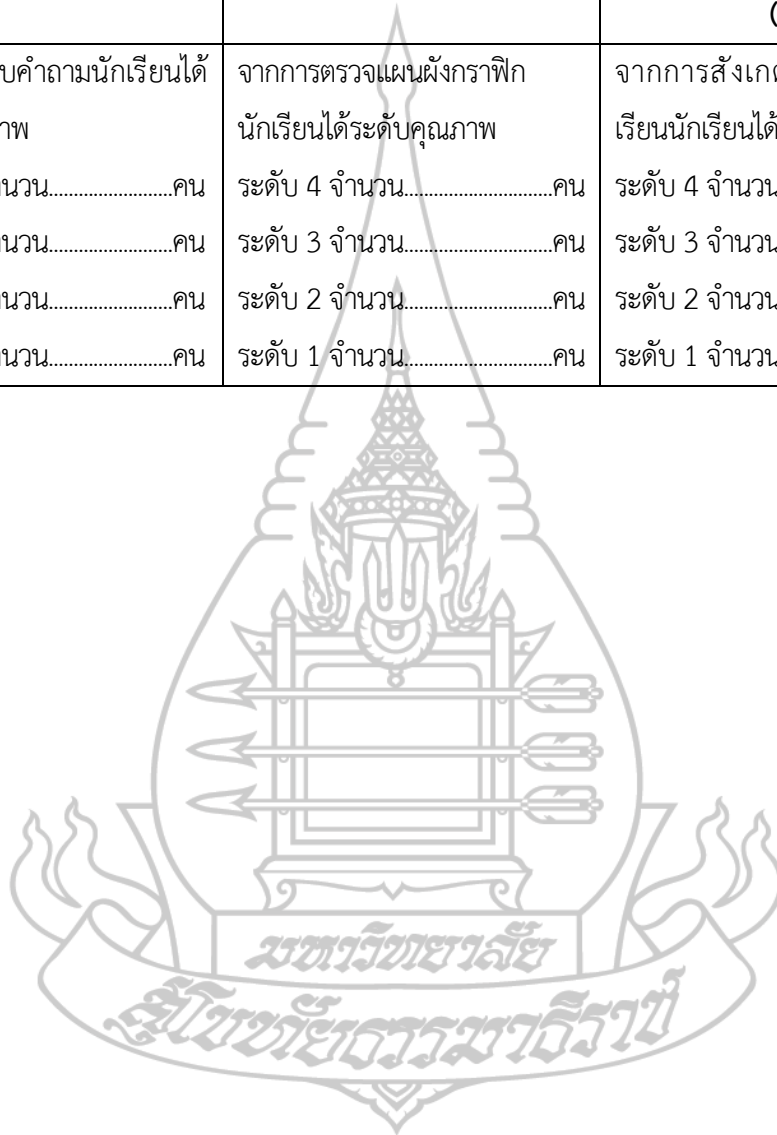 บคำถามนักเรียนได้
าพ
ำนวน.........................คน
ำนวน.........................คน
ำนวน.........................คน
ำนวน.........................คน
จากการตรวจแผนผังกราฟิก
นักเรียนได้ระดับคุณภาพ
ระดับ 4 จำนวน..............................คน
ระดับ 3 จำนวน..............................คน
ระดับ 2 จำนวน..............................คน
ระดับ 1 จำนวน..............................คน
(
จากการสังเก
เรียนนักเรียนได้
ระดับ 4 จำนวน
ระดับ 3 จำนวน
ระดับ 2 จำนวน
ระดับ 1 จำนวน
มหาวิทยาลัย
สุโขทัยธรรมาธิราช